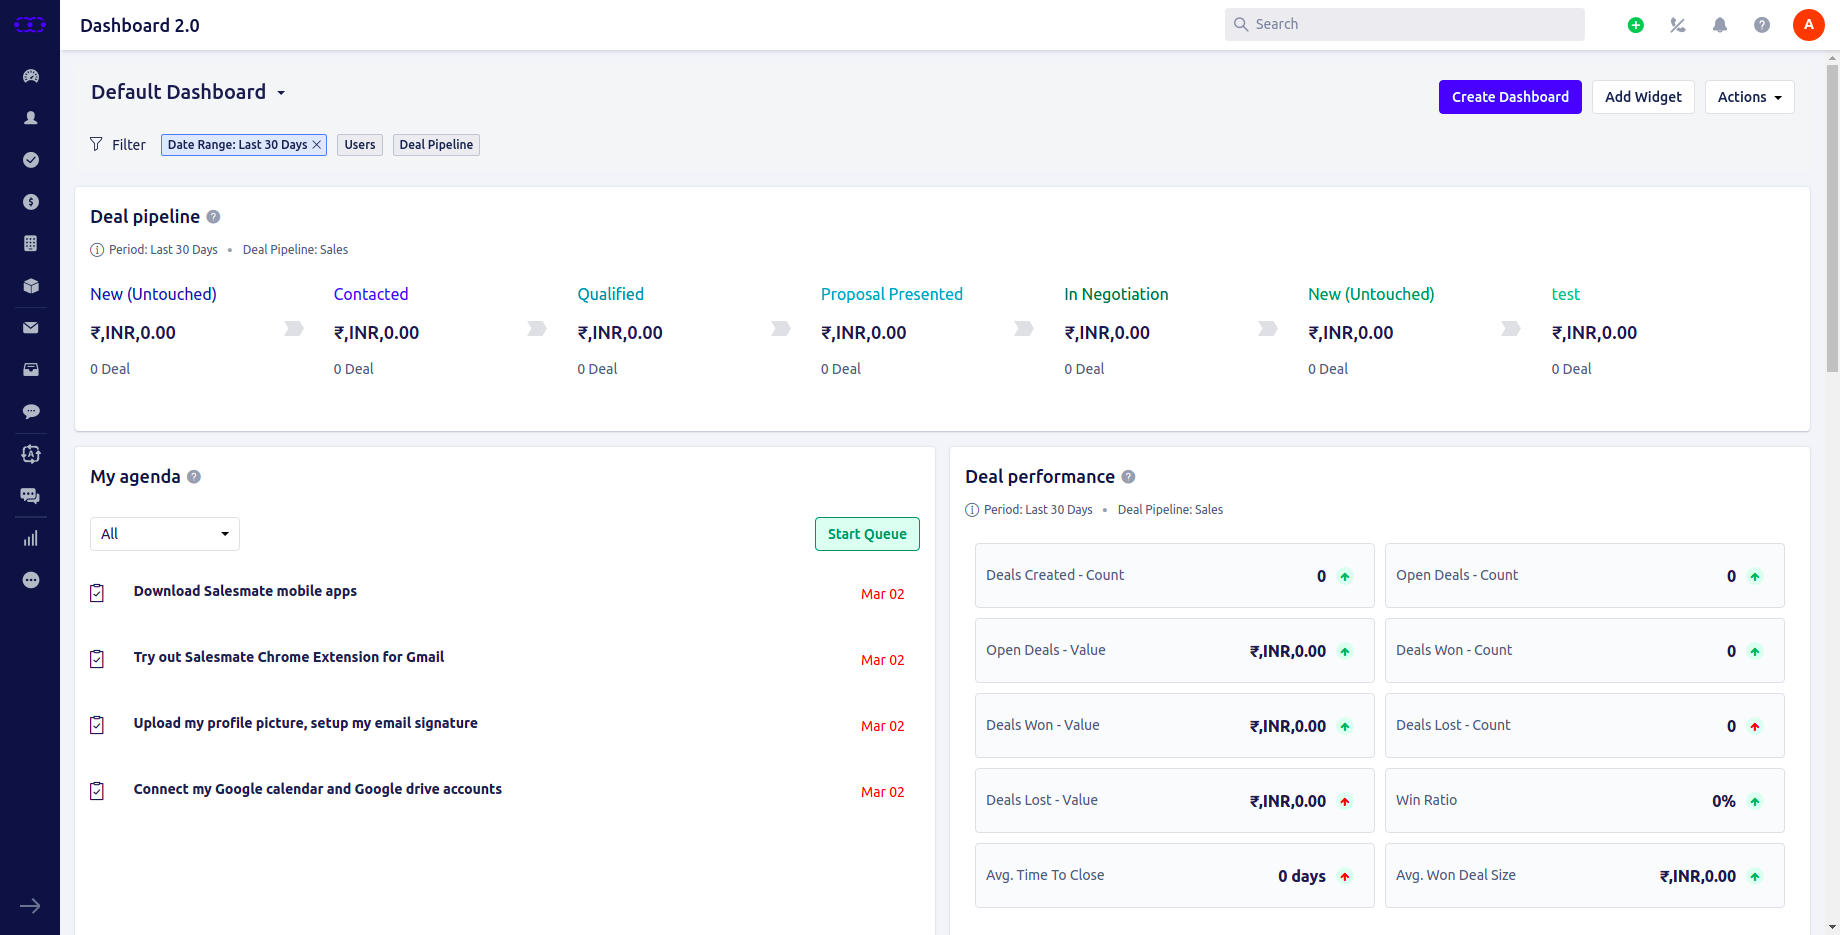 Dashboard 2.0
Search
A
Default Dashboard
Create Dashboard
Add Widget
Actions
Filter
Date Range: Last 30 Days
Users
Deal Pipeline
Deal pipeline
Period: Last 30 Days • Deal Pipeline: Sales
New (Untouched)
₹,INR,0.00
0 Deal
Contacted
₹,INR,0.00
0 Deal
Qualified
₹,INR,0.00
0 Deal
Proposal Presented
₹,INR,0.00
0 Deal
In Negotiation
₹,INR,0.00
0 Deal
New (Untouched)
₹,INR,0.00
0 Deal
test
₹,INR,0.00
0 Deal
My agenda
All
Start Queue
Download Salesmate mobile apps
Mar 02
Try out Salesmate Chrome Extension for Gmail
Mar 02
Upload my profile picture, setup my email signature
Mar 02
Connect my Google calendar and Google drive accounts
Mar 02
Deal performance
Period: Last 30 Days • Deal Pipeline: Sales
Deals Created - Count 0
Open Deals - Count 0
Open Deals - Value ₹,INR,0.00
Deals Won - Count 0
Deals Won - Value ₹,INR,0.00
Deals Lost - Count 0
Deals Lost - Value ₹,INR,0.00
Win Ratio 0%
Avg. Time To Close 0 days
Avg. Won Deal Size ₹,INR,0.00